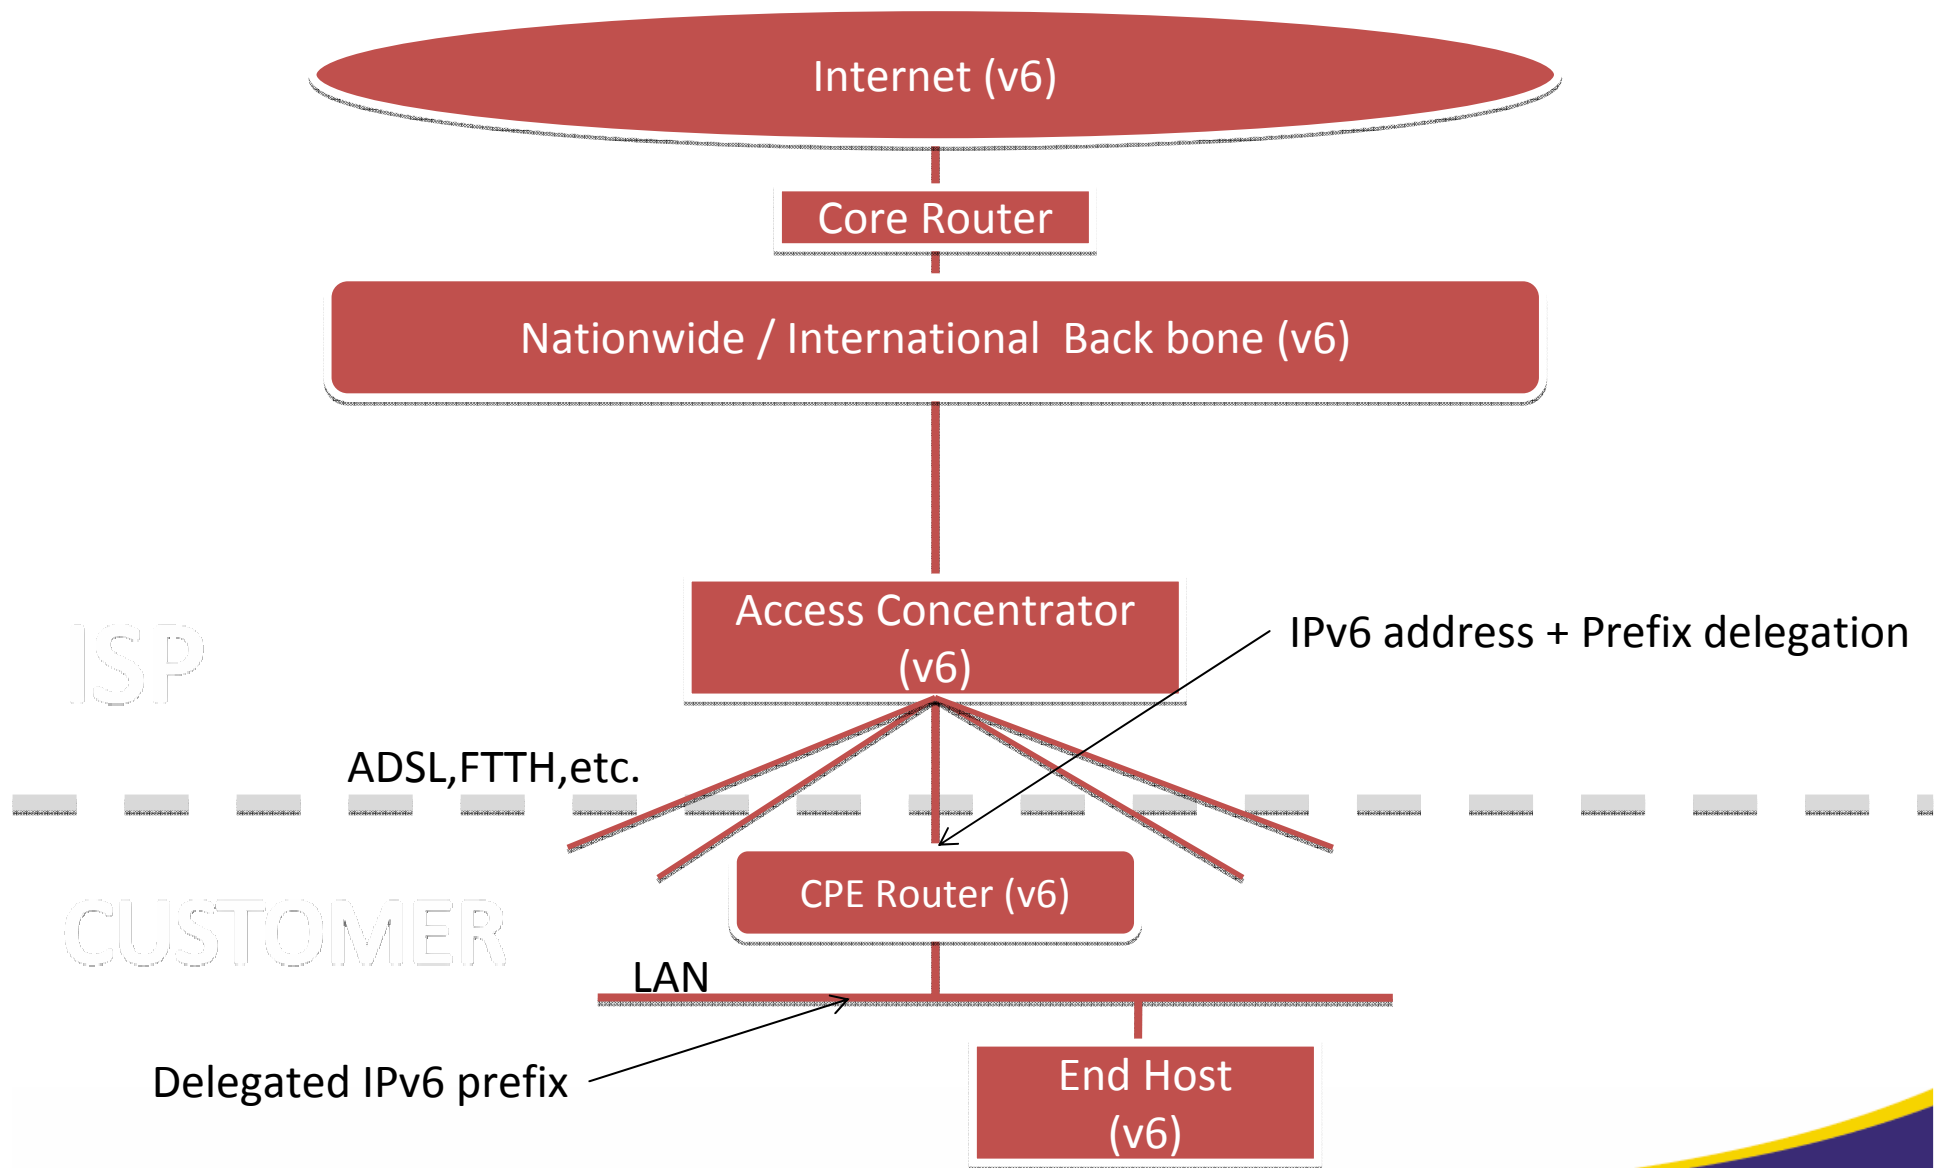 Internet (v6)
Core Router
Nationwide / International  Back bone (v6)
Access Concentrator
(v6)
IPv6 address + Prefix delegation
ISP
ADSL,FTTH,etc.
CPE Router (v6)
CUSTOMER
LAN
Delegated IPv6 prefix
End Host
(v6)